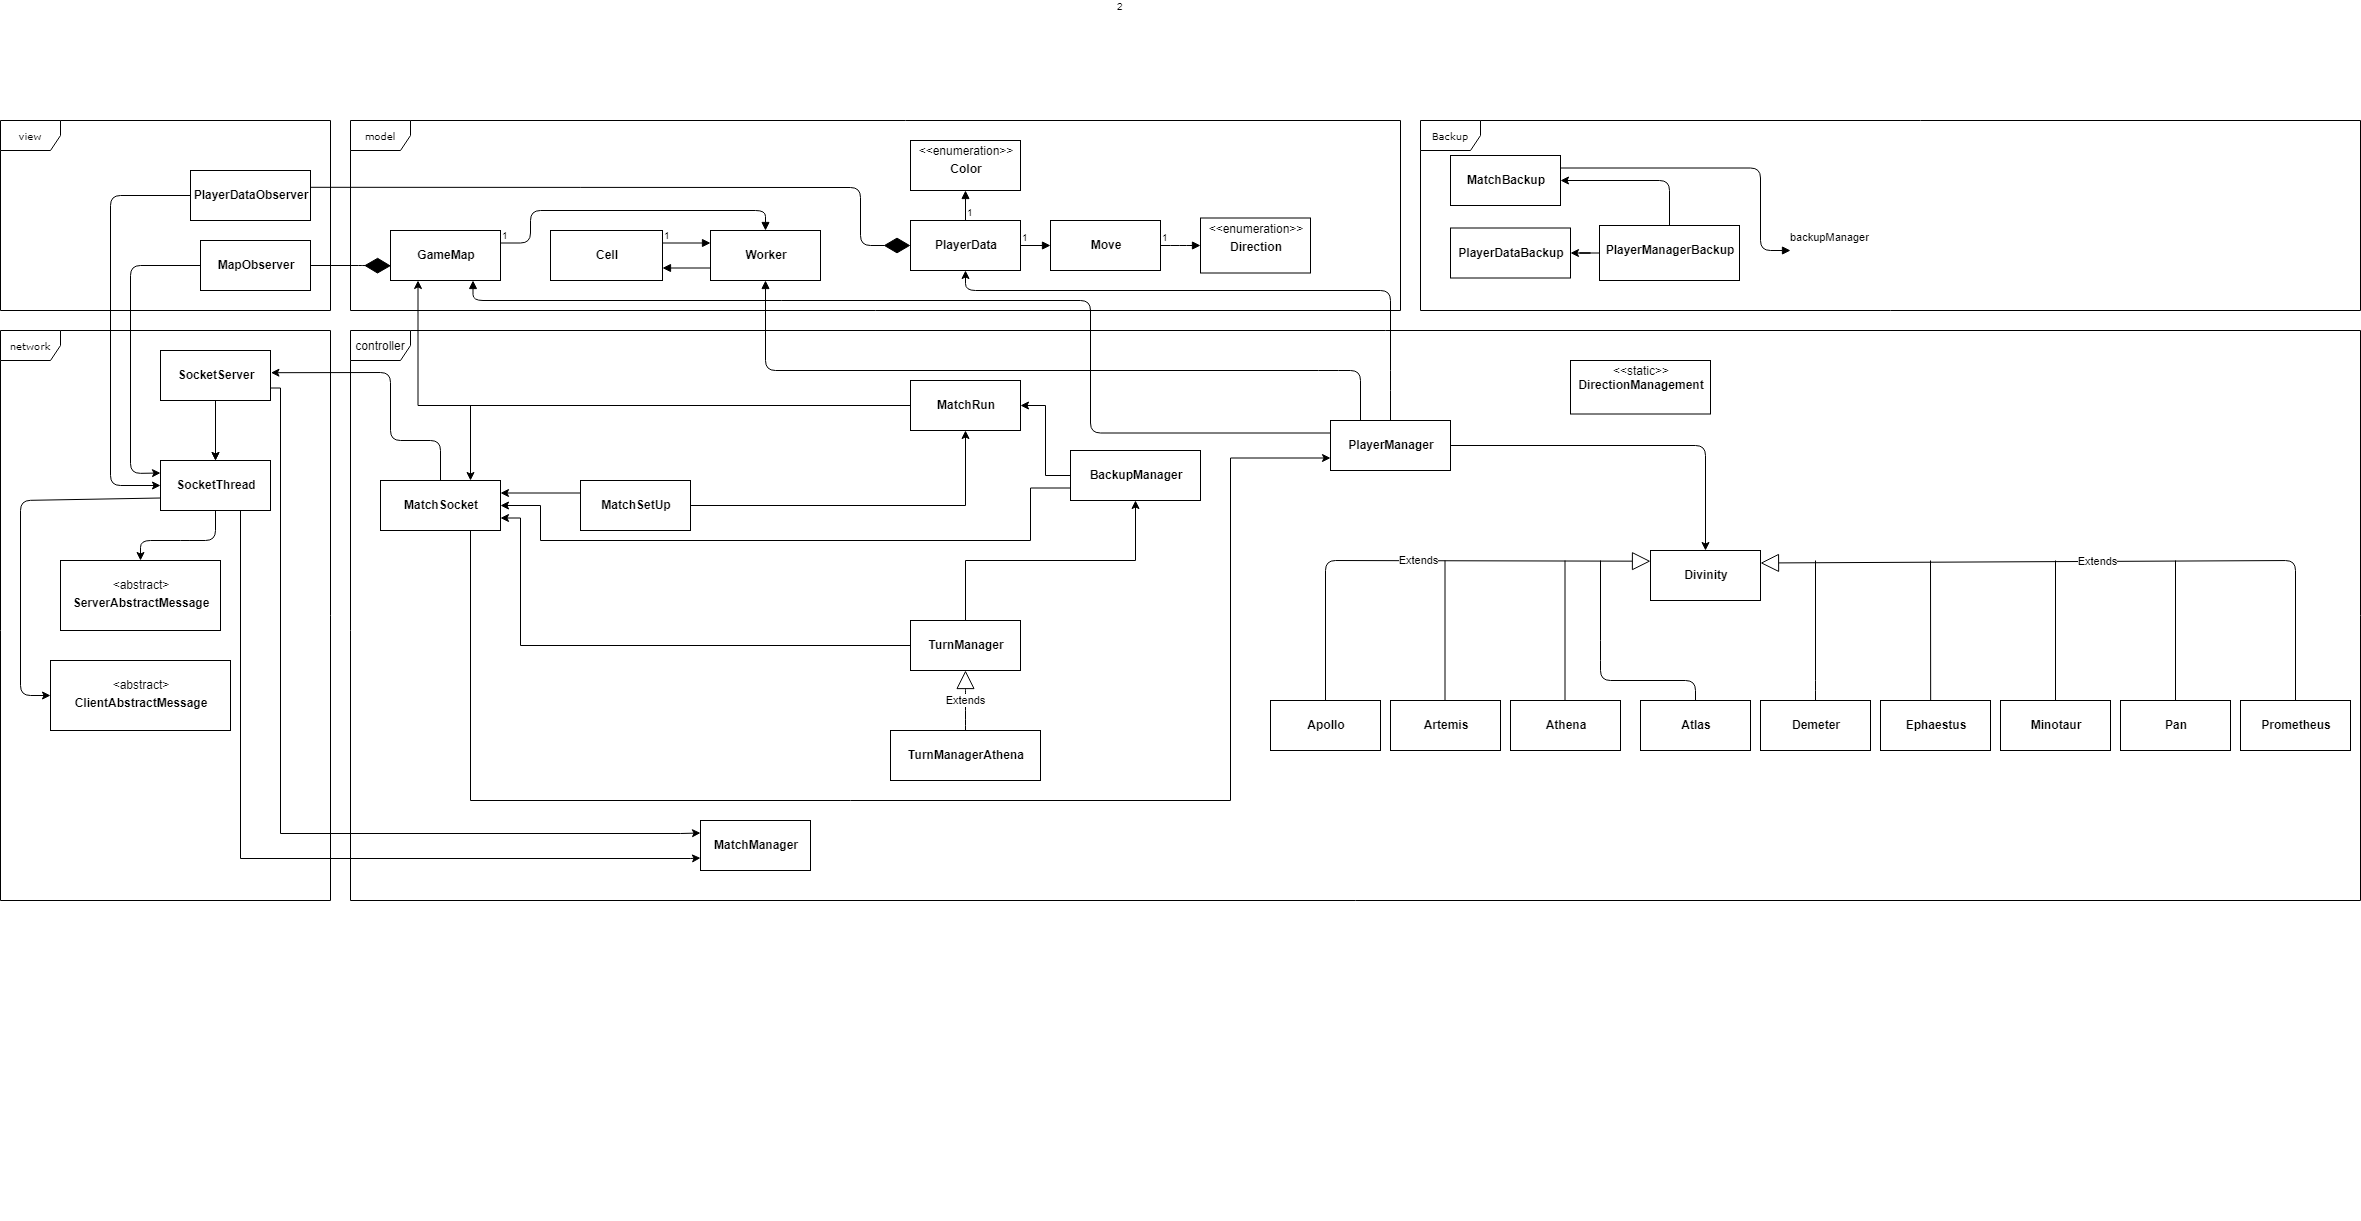 2
view
PlayerDataObserver
MapObserver
model
<<enumeration>>
Color
1
GameMap
1
Cell
1
Worker
PlayerData
1
Move
1
<<enumeration>>
Direction
Backup
MatchBackup
PlayerDataBackup
PlayerManagerBackup
backupManager
network
SocketServer
SocketThread
<abstract>
ServerAbstractMessage
<abstract>
ClientAbstractMessage
controller
MatchRun
<<static>>
DirectionManagement
PlayerManager
BackupManager
MatchSocket
MatchSetUp
Extends
Divinity
Extends
TurnManager
Extends
TurnManagerAthena
Apollo
Artemis
Athena
Atlas
Demeter
Ephaestus
Minotaur
Pan
Prometheus
MatchManager